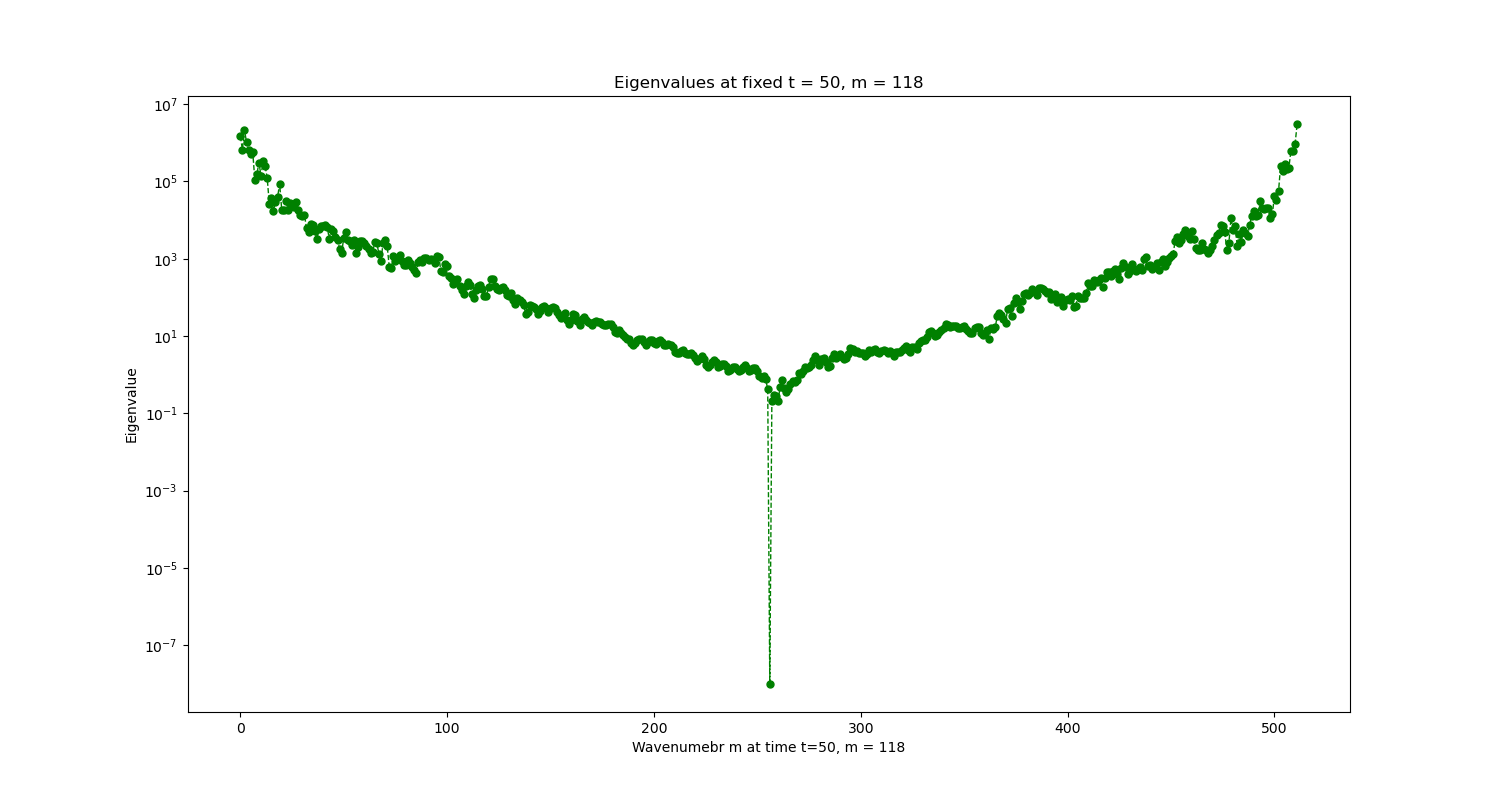 Eigenvalues at fixed t = 50, m = 118
10^7
10^5
10^3
10^1
10^-1
10^-3
10^-5
10^-7
Eigenvalue
0 100 200 300 400 500
Wavenumebr m at time t=50, m = 118